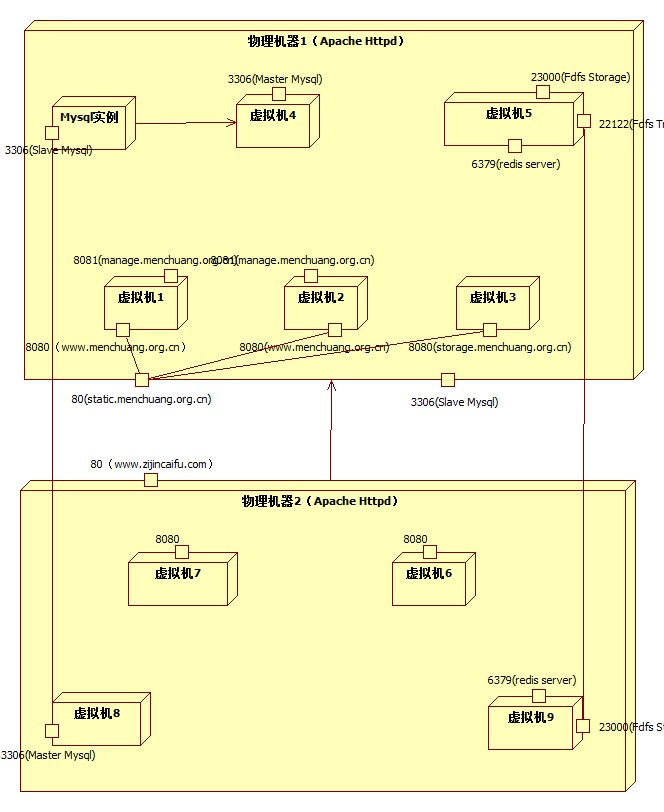 物理机器1（Apache Httpd）
3306(Master Mysql)
23000(Fdfs Storage)
Mysql实例
虚拟机4
虚拟机5
22122(Fdfs Tr
3306(Slave Mysql)
6379(redis server)
8081(manage.menchuang.org.cn)
8081(manage.menchuang.org.cn)
虚拟机1
虚拟机2
虚拟机3
8080（www.menchuang.org.cn）
8080(www.menchuang.org.cn)
8080(storage.menchuang.org.cn)
80(static.menchuang.org.cn)
3306(Slave Mysql)
80（www.zijincaifu.com）
物理机器2（Apache Httpd）
8080
8080
虚拟机7
虚拟机6
6379(redis server)
虚拟机8
虚拟机9
23000(Fdfs S
3306(Master Mysql)